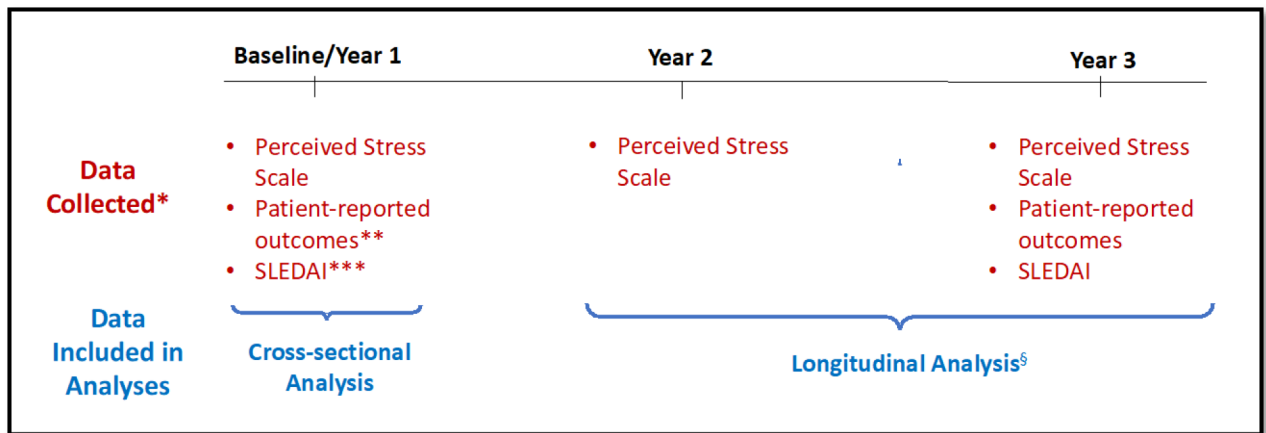 Baseline/Year 1
Year 2
Year 3
Data
Collected*
• Perceived Stress
Scale
• Patient-reported
outcomes**
• SLEDAI***
• Perceived Stress
Scale
• Perceived Stress
Scale
• Patient-reported
outcomes
• SLEDAI
Data
Included in
Analyses
Cross-sectional
Analysis
Longitudinal Analysis§